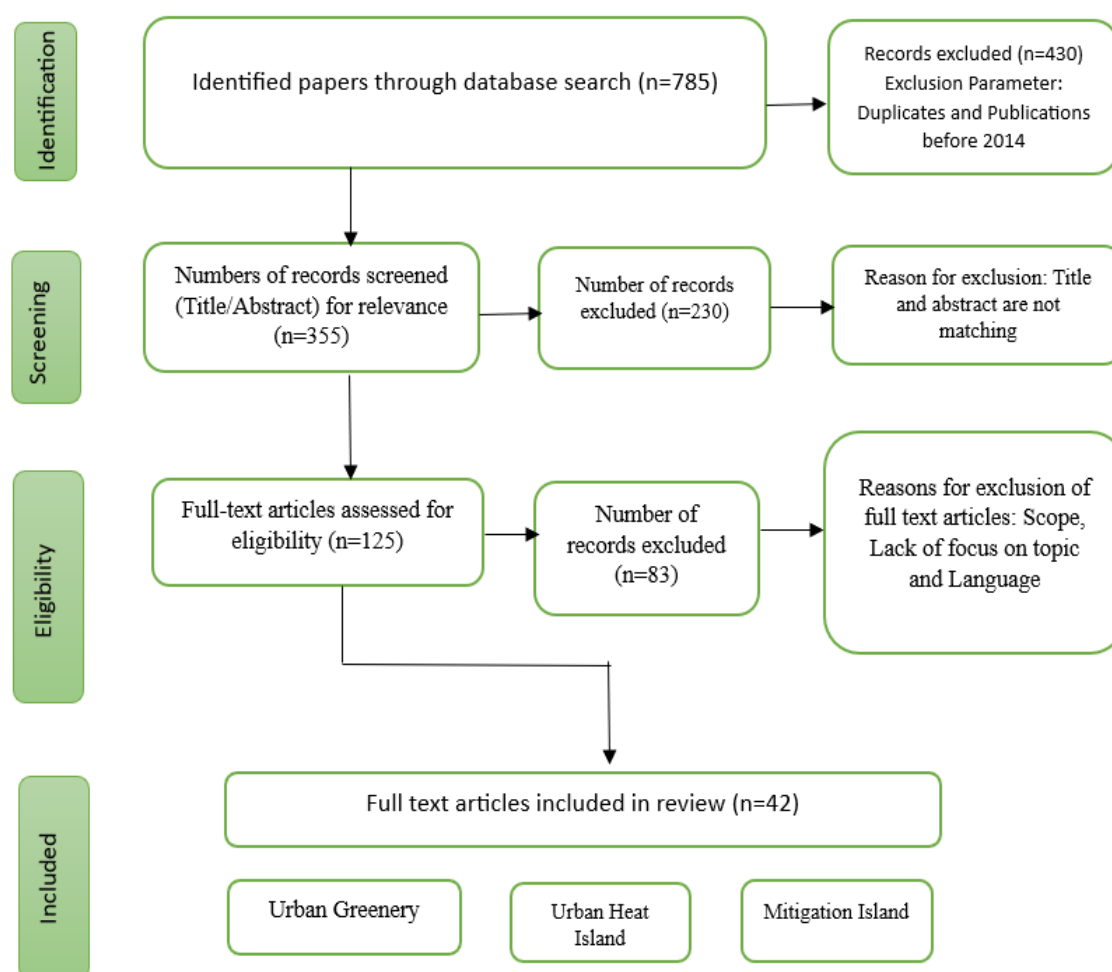 Identification
Identified papers through database search (n=785)
Records excluded (n=430)
Exclusion Parameter:
Duplicates and Publications
before 2014
Screening
Numbers of records screened
(Title/Abstract) for relevance
(n=355)
Number of records
excluded (n=230)
Reason for exclusion: Title
and abstract are not
matching
Eligibility
Full-text articles assessed for
eligibility (n=125)
Number of
records excluded
(n=83)
Reasons for exclusion of
full text articles: Scope,
Lack of focus on topic
and Language
Included
Full text articles included in review (n=42)
Urban Greenery
Urban Heat
Island
Mitigation Island